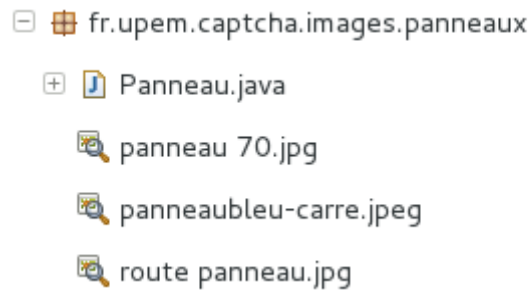 fr.upem.captcha.images.panneaux
Panneau.java
panneau 70.jpg
panneaubleu-carre.jpeg
route panneau.jpg